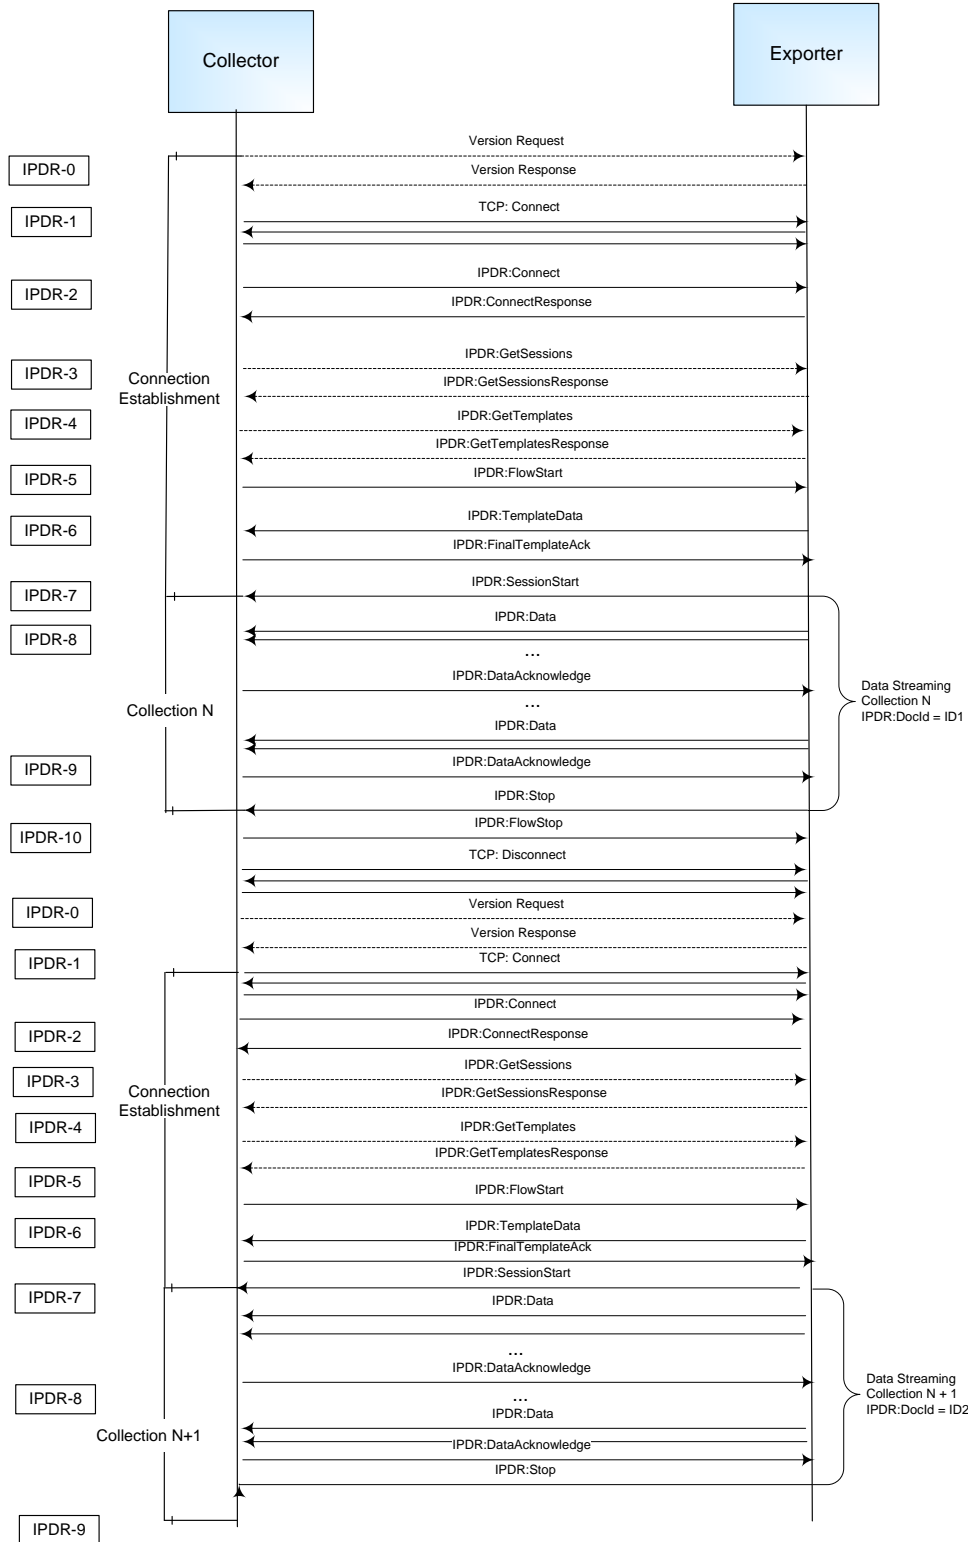 Collector
Exporter
Version Request
IPDR-0
Version Response
TCP: Connect
IPDR-1
IPDR:Connect
IPDR-2
IPDR:ConnectResponse
IPDR:GetSessions
IPDR-3
Connection
Establishment
IPDR:GetSessionsResponse
IPDR:GetTemplates
IPDR-4
IPDR:GetTemplatesResponse
IPDR-5
IPDR:FlowStart
IPDR:TemplateData
IPDR-6
IPDR:FinalTemplateAck
IPDR:SessionStart
IPDR-7
IPDR:Data
IPDR-8
...
IPDR:DataAcknowledge
...
Collection N
Data Streaming
Collection N
IPDR:DocId = ID1
IPDR:Data
IPDR:DataAcknowledge
IPDR-9
IPDR:Stop
IPDR:FlowStop
IPDR-10
TCP: Disconnect
Version Request
IPDR-0
Version Response
TCP: Connect
IPDR-1
IPDR:Connect
IPDR-2
IPDR:ConnectResponse
IPDR:GetSessions
IPDR-3
Connection
Establishment
IPDR:GetSessionsResponse
IPDR:GetTemplates
IPDR-4
IPDR:GetTemplatesResponse
IPDR-5
IPDR:FlowStart
IPDR:TemplateData
IPDR-6
IPDR:FinalTemplateAck
IPDR:SessionStart
IPDR-7
IPDR:Data
...
IPDR:DataAcknowledge
Data Streaming
Collection N + 1
IPDR:DocId = ID2
IPDR-8
...
IPDR:Data
Collection N+1
IPDR:DataAcknowledge
IPDR:Stop
IPDR-9